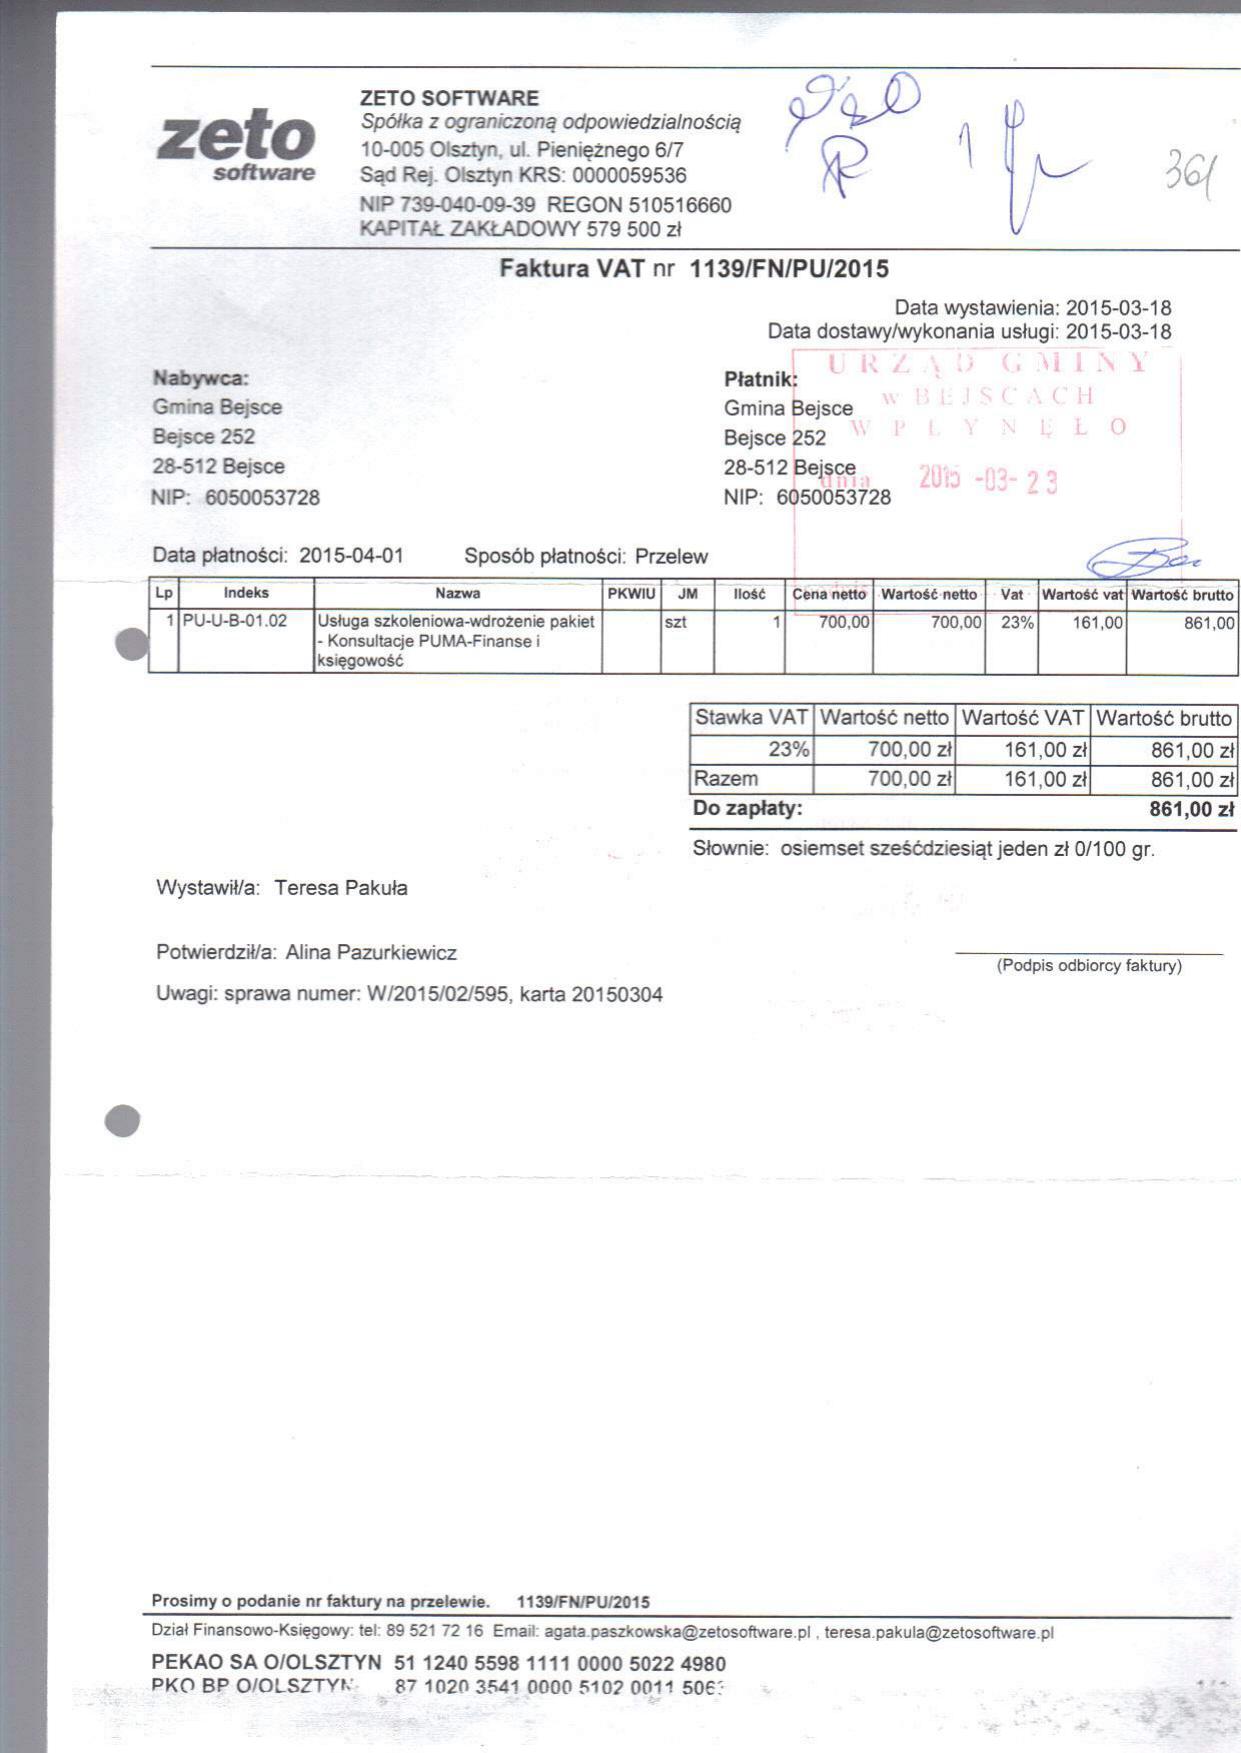 zeto
software
ZETO SOFTWARE
Spółka z ograniczoną odpowiedzialnością
10-005 Olsztyn, ul. Pieniężnego 6/7
Sąd Rej. Olsztyn KRS: 0000059536
NIP 739-040-09-39 REGON 510516660
KAPITAŁ ZAKŁADOWY 579 500 zł
361
Faktura VAT nr 1139/FN/PU/2015
Data wystawienia: 2015-03-18
Data dostawy/wykonania usługi: 2015-03-18
URZĄD GMINY
w BEJSCACH
WPŁYNĘŁO
dnia 2015 -03- 23
Nabywca:
Gmina Bejsce
Bejsce 252
28-512 Bejsce
NIP: 6050053728
Płatnik:
Gmina Bejsce
Bejsce 252
28-512 Bejsce
NIP: 6050053728
Data płatności: 2015-04-01 Sposób płatności: Przelew
Lp Indeks Nazwa PKWIU JM Ilość Cena netto Wartość netto Vat Wartość vat Wartość brutto
1 PU-U-B-01.02 Usługa szkoleniowa-wdrożenie pakiet szt 1 700,00 700,00 23% 161,00 861,00
- Konsultacje PUMA-Finanse i
księgowość
Stawka VAT Wartość netto Wartość VAT Wartość brutto
23% 700,00 zł 161,00 zł 861,00 zł
Razem 700,00 zł 161,00 zł 861,00 zł
Do zapłaty: 861,00 zł
Słownie: osiemset sześćdziesiąt jeden zł 0/100 gr.
Wystawił/a: Teresa Pakuła
Potwierdził/a: Alina Pazurkiewicz
(Podpis odbiorcy faktury)
Uwagi: sprawa numer: W/2015/02/595, karta 20150304
Prosimy o podanie nr faktury na przelewie. 1139/FN/PU/2015
Dział Finansowo-Księgowy: tel: 89 521 72 16 Email: agata.paszkowska@zetosoftware.pl , teresa.pakula@zetosoftware.pl
PEKAO SA O/OLSZTYN 51 1240 5598 1111 0000 5022 4980
PKO BP O/OLSZTYN 87 1020 3541 0000 5102 0011